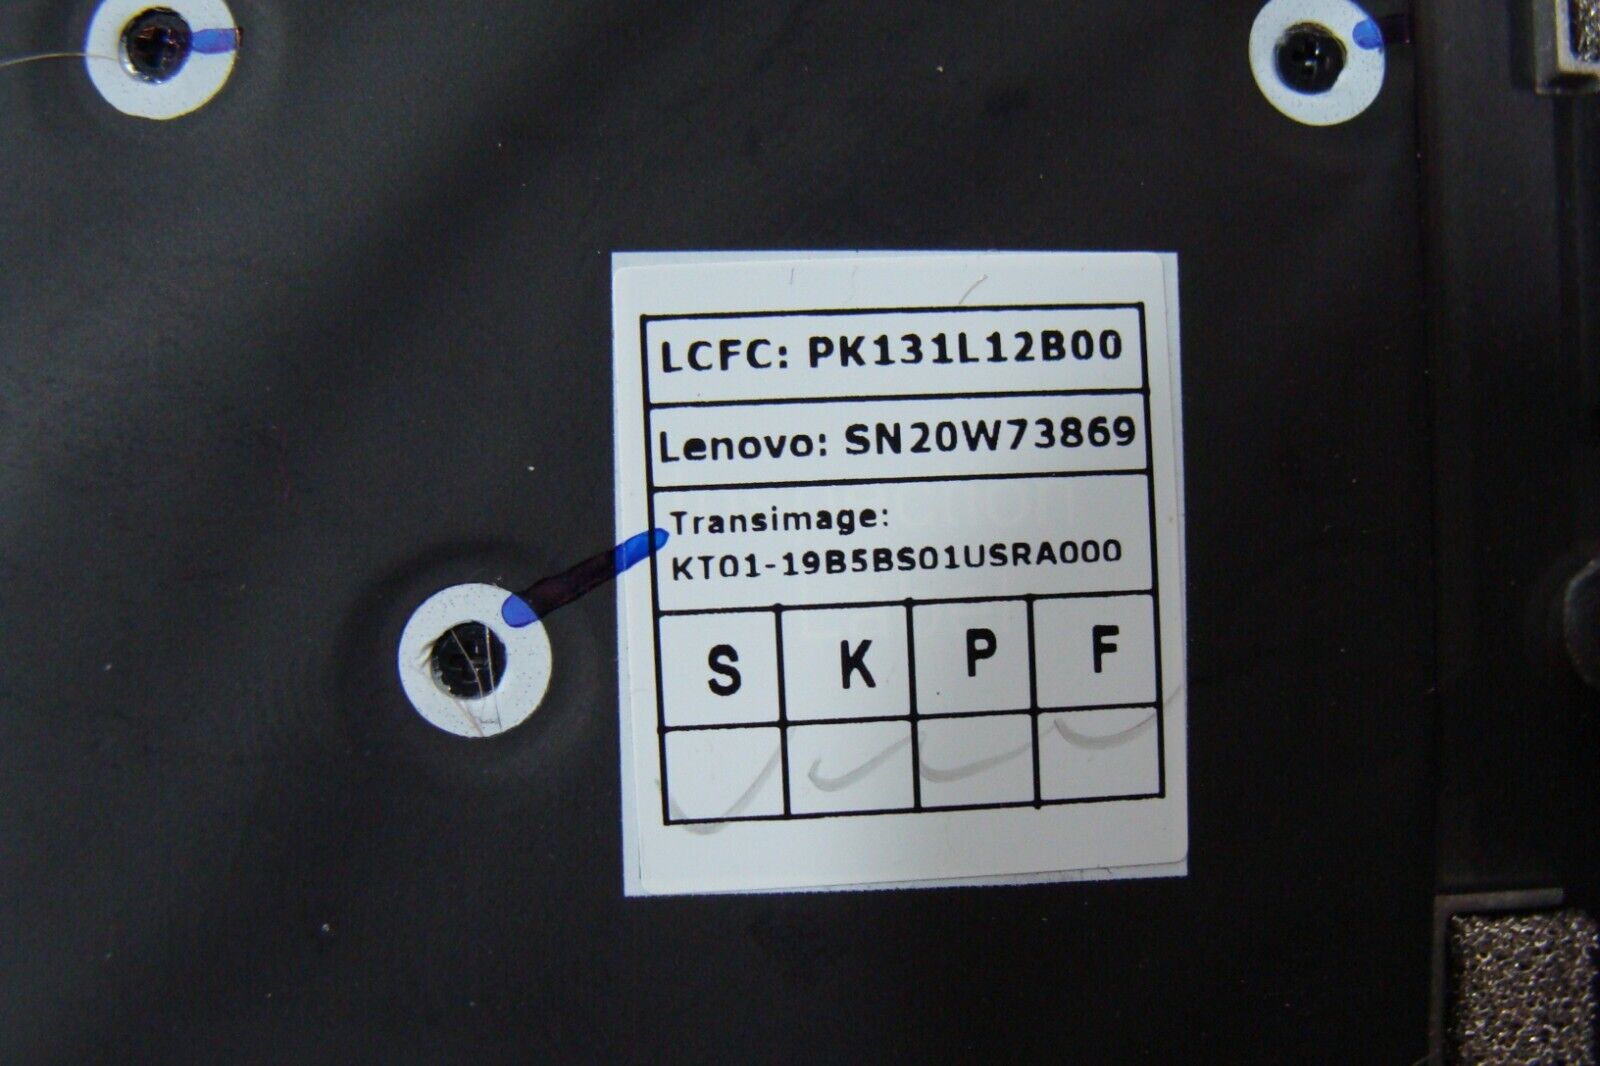 LCFC: PK131L12B00
Lenovo: SN20W73869
Transimage:
KT01-19B5BS01USRA000
S K P F